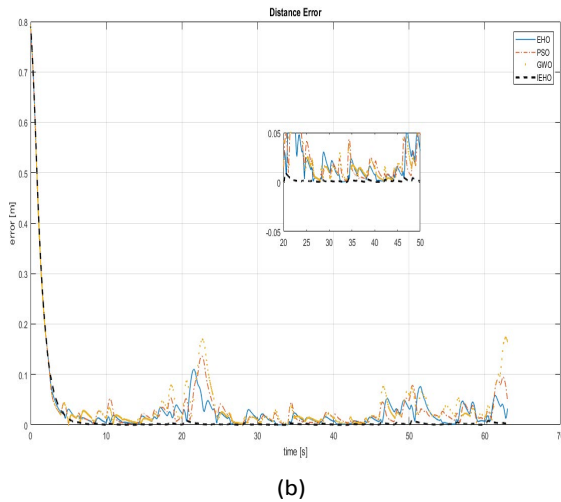 Distance Error
0.8
0.7
0.6
0.5
0.4
0.3
0.2
0.1
0
error [m]
EHO
PSO
GWO
IEHO
0.05
0
-0.05
20 25 30 35 40 45 50
0 10 20 30 40 50 60 70
time [s]
(b)